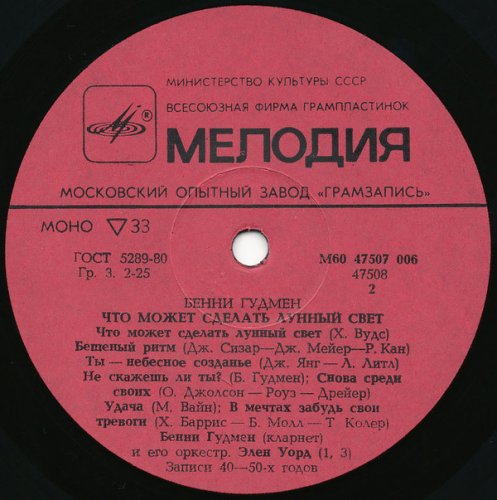 МИНИСТЕРСТВО КУЛЬТУРЫ СССР
ВСЕСОЮЗНАЯ ФИРМА ГРАМПЛАСТИНОК
®
МЕЛОДИЯ
МОСКОВСКИЙ ОПЫТНЫЙ ЗАВОД «ГРАМЗАПИСЬ»
МОНО ▽ 33
ГОСТ 5289-80
Гр. 3. 2-25
М60 47507 006
47508
2
БЕННИ ГУДМЕН
ЧТО МОЖЕТ СДЕЛАТЬ ЛУННЫЙ СВЕТ
Что может сделать лунный свет (Х. Вудс)
Бешеный ритм (Дж. Сизар—Дж. Мейер—Р. Кан)
Ты — небесное созданье (Дж. Янг — Л. Литл)
Не скажешь ли ты? (Б. Гудмен); Снова среди
своих (О. Джолсон — Роуз — Дрейер)
Удача (М. Вайн); В мечтах забудь свои
тревоги (Х. Баррис — Б. Молл — Т. Колер)
Бенни Гудмен (кларнет)
и его оркестр. Элен Уорд (1, 3)
Записи 40—50-х годов